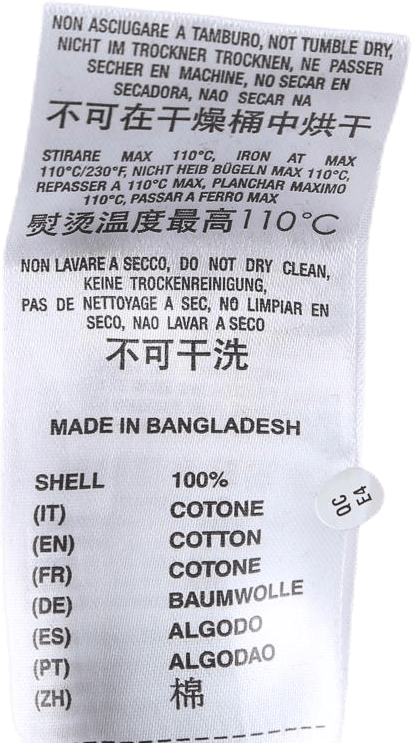 NON ASCIUGARE A TAMBURO, NOT TUMBLE DRY,
NICHT IM TROCKNER TROCKNEN, NE PASSER
SECHER EN MACHINE, NO SECAR EN
SECADORA, NAO SECAR NA
不可在干燥桶中烘干
STIRARE MAX 110°C, IRON AT MAX
110°C/230°F, NICHT HEIB BÜGELN MAX 110°C,
REPASSER A 110°C MAX, PLANCHAR MAXIMO
110°C, PASSAR A FERRO MAX
熨烫温度最高110°C
NON LAVARE A SECCO, DO NOT DRY CLEAN,
KEINE TROCKENREINIGUNG,
PAS DE NETTOYAGE A SEC, NO LIMPIAR EN
SECO, NAO LAVAR A SECO
不可干洗
MADE IN BANGLADESH
SHELL 100%
(IT) COTONE
(EN) COTTON
(FR) COTONE
(DE) BAUMWOLLE
(ES) ALGODO
(PT) ALGODAO
(ZH) 棉
QC
E4